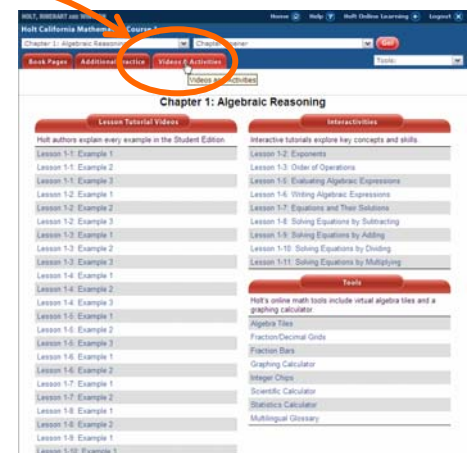 HOLT, RINEHART AND WINSTON
Home Help Holt Online Learning Logout
Holt California Mathematics Course
Chapter 1: Algebraic Reasoning
Go!
Book Pages Additional Practice Videos & Activities Tools:
Videos and Activities
Chapter 1: Algebraic Reasoning
Lesson Tutorial Videos
Holt authors explain every example in the Student Edition
Lesson 1-1: Example 1
Lesson 1-1: Example 2
Lesson 1-1: Example 3
Lesson 1-2: Example 1
Lesson 1-2: Example 2
Lesson 1-2: Example 3
Lesson 1-3: Example 1
Lesson 1-3: Example 2
Lesson 1-3: Example 3
Lesson 1-4: Example 1
Lesson 1-4: Example 2
Lesson 1-4: Example 3
Lesson 1-5: Example 1
Lesson 1-5: Example 2
Lesson 1-5: Example 3
Lesson 1-6: Example 1
Lesson 1-6: Example 2
Lesson 1-7: Example 1
Lesson 1-7: Example 2
Lesson 1-8: Example 1
Lesson 1-8: Example 2
Lesson 1-9: Example 1
Lesson 1-10: Example 1
Interactivities
Interactive tutorials explore key concepts and skills.
Lesson 1-2: Exponents
Lesson 1-3: Order of Operations
Lesson 1-5: Evaluating Algebraic Expressions
Lesson 1-6: Writing Algebraic Expressions
Lesson 1-7: Equations and Their Solutions
Lesson 1-8: Solving Equations by Subtracting
Lesson 1-9: Solving Equations by Adding
Lesson 1-10: Solving Equations by Dividing
Lesson 1-11: Solving Equations by Multiplying
Tools
Holt's online math tools include virtual algebra tiles and a
graphing calculator.
Algebra Tiles
Fraction/Decimal Grids
Fraction Bars
Graphing Calculator
Integer Chips
Scientific Calculator
Statistics Calculator
Multilingual Glossary